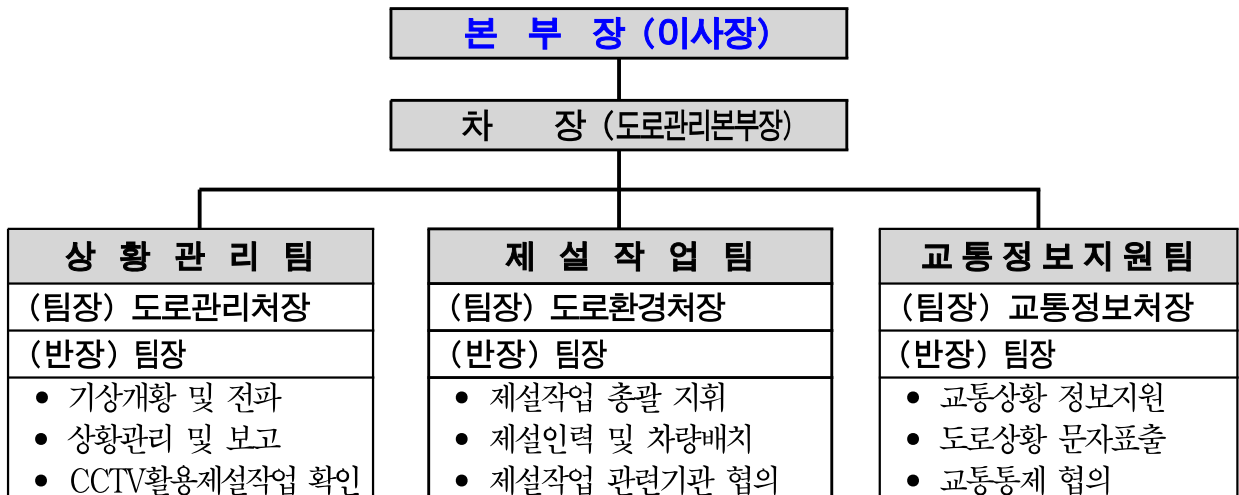 본 부 장 (이사장)
차 장 (도로관리본부장)
상 황 관 리 팀
(팀장) 도로관리처장
(반장) 팀장
• 기상개황 및 전파
• 상황관리 및 보고
• CCTV활용제설작업 확인
제 설 작 업 팀
(팀장) 도로환경처장
(반장) 팀장
• 제설작업 총괄 지휘
• 제설인력 및 차량배치
• 제설작업 관련기관 협의
교통정보지원팀
(팀장) 교통정보처장
(반장) 팀장
• 교통상황 정보지원
• 도로상황 문자표출
• 교통통제 협의